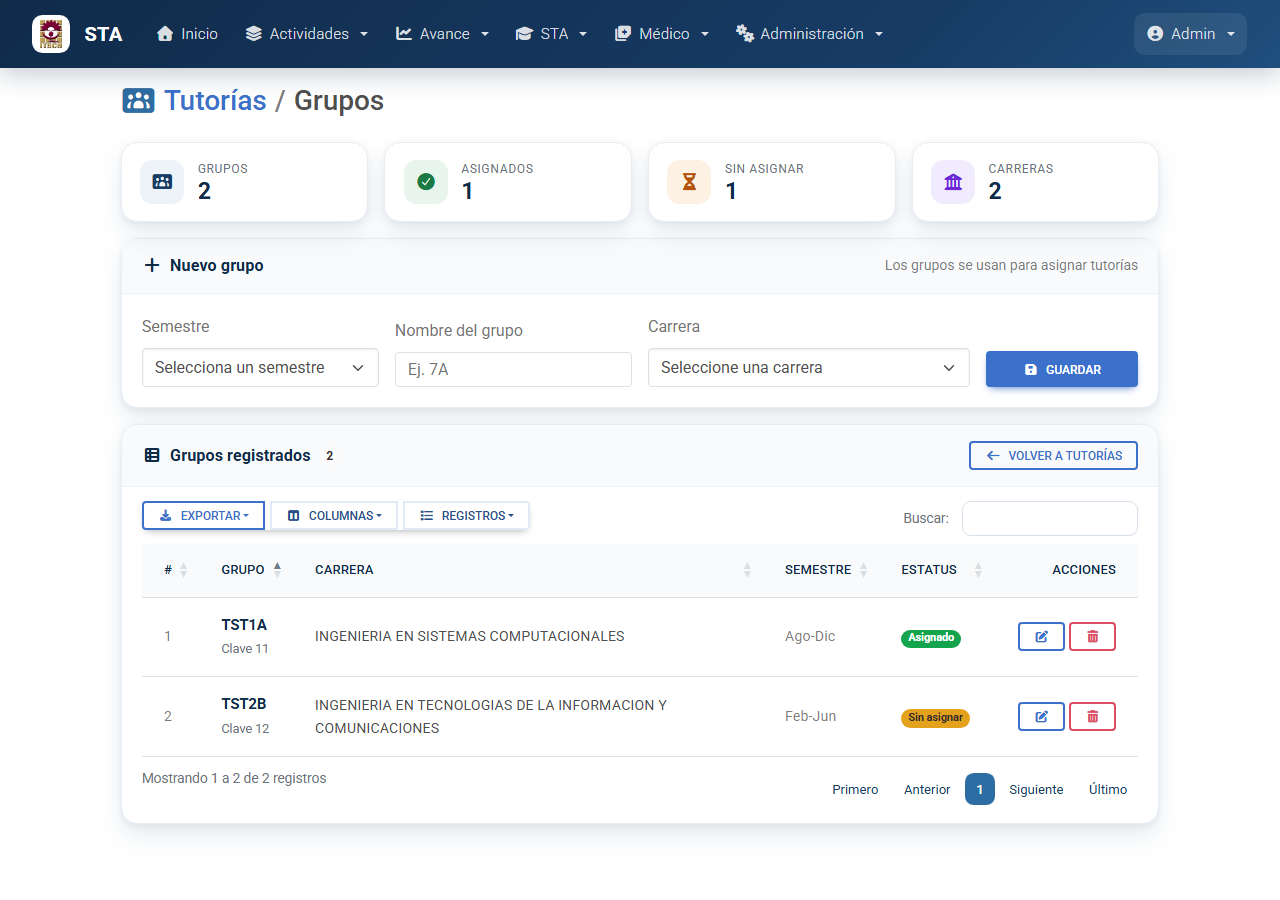 STA Inicio Actividades Avance STA Médico Administración Admin
Tutorías / Grupos
GRUPOS
2
ASIGNADOS
1
SIN ASIGNAR
1
CARRERAS
2
Nuevo grupo Los grupos se usan para asignar tutorías
Semestre Nombre del grupo Carrera
Selecciona un semestre Ej. 7A Seleccione una carrera GUARDAR
Grupos registrados 2 VOLVER A TUTORÍAS
EXPORTAR COLUMNAS REGISTROS Buscar:
# GRUPO CARRERA SEMESTRE ESTATUS ACCIONES
1 TST1A INGENIERIA EN SISTEMAS COMPUTACIONALES Ago-Dic Asignado
Clave 11
2 TST2B INGENIERIA EN TECNOLOGIAS DE LA INFORMACION Y Feb-Jun Sin asignar
Clave 12 COMUNICACIONES
Mostrando 1 a 2 de 2 registros
Primero Anterior 1 Siguiente Último